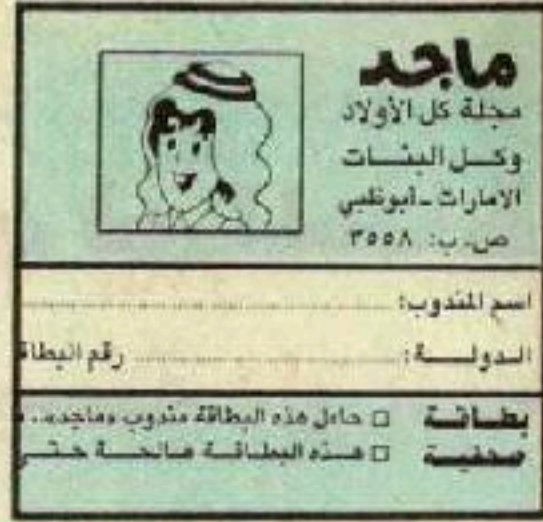 ماجد
مجلة كل الأولاد
وكل البنات
الامارات - أبوظبي
ص. ب: ٣٥٥٨
اسم المندوب:
الدولة: رقم البطاق
بطاقة □ حامل هذه البطاقة مندوب «ماجد»..
صحفية □ هذه البطاقة صالحة حتى